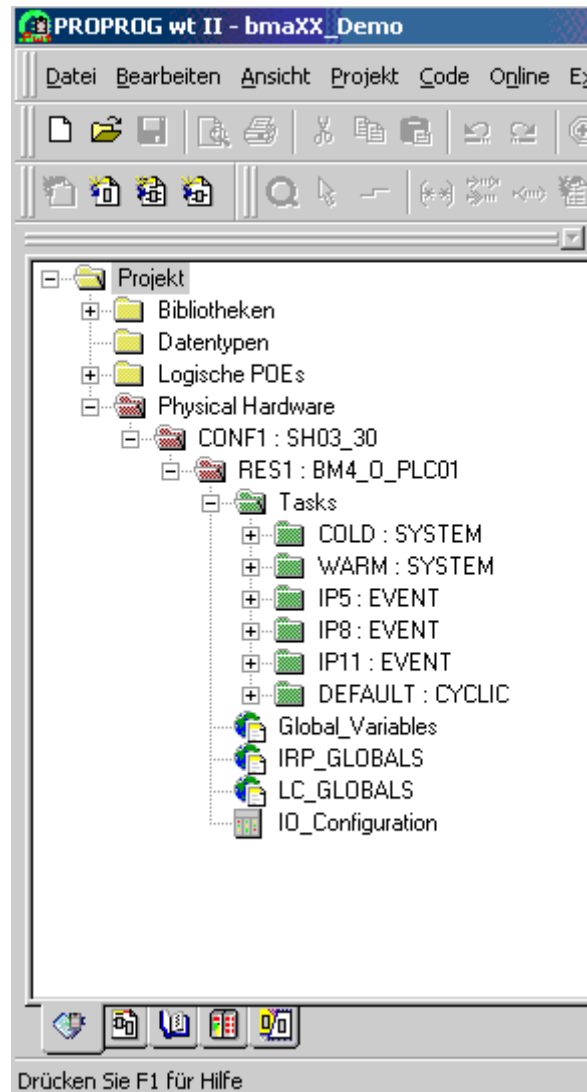 PROPROG wt II - bmaXX_Demo
Datei Bearbeiten Ansicht Projekt Code Online
Projekt
Bibliotheken
Datentypen
Logische POEs
Physical Hardware
CONF1 : SH03_30
RES1 : BM4_O_PLC01
Tasks
COLD : SYSTEM
WARM : SYSTEM
IP5 : EVENT
IP8 : EVENT
IP11 : EVENT
DEFAULT : CYCLIC
Global_Variables
IRP_GLOBALS
LC_GLOBALS
IO_Configuration
Drücken Sie F1 für Hilfe